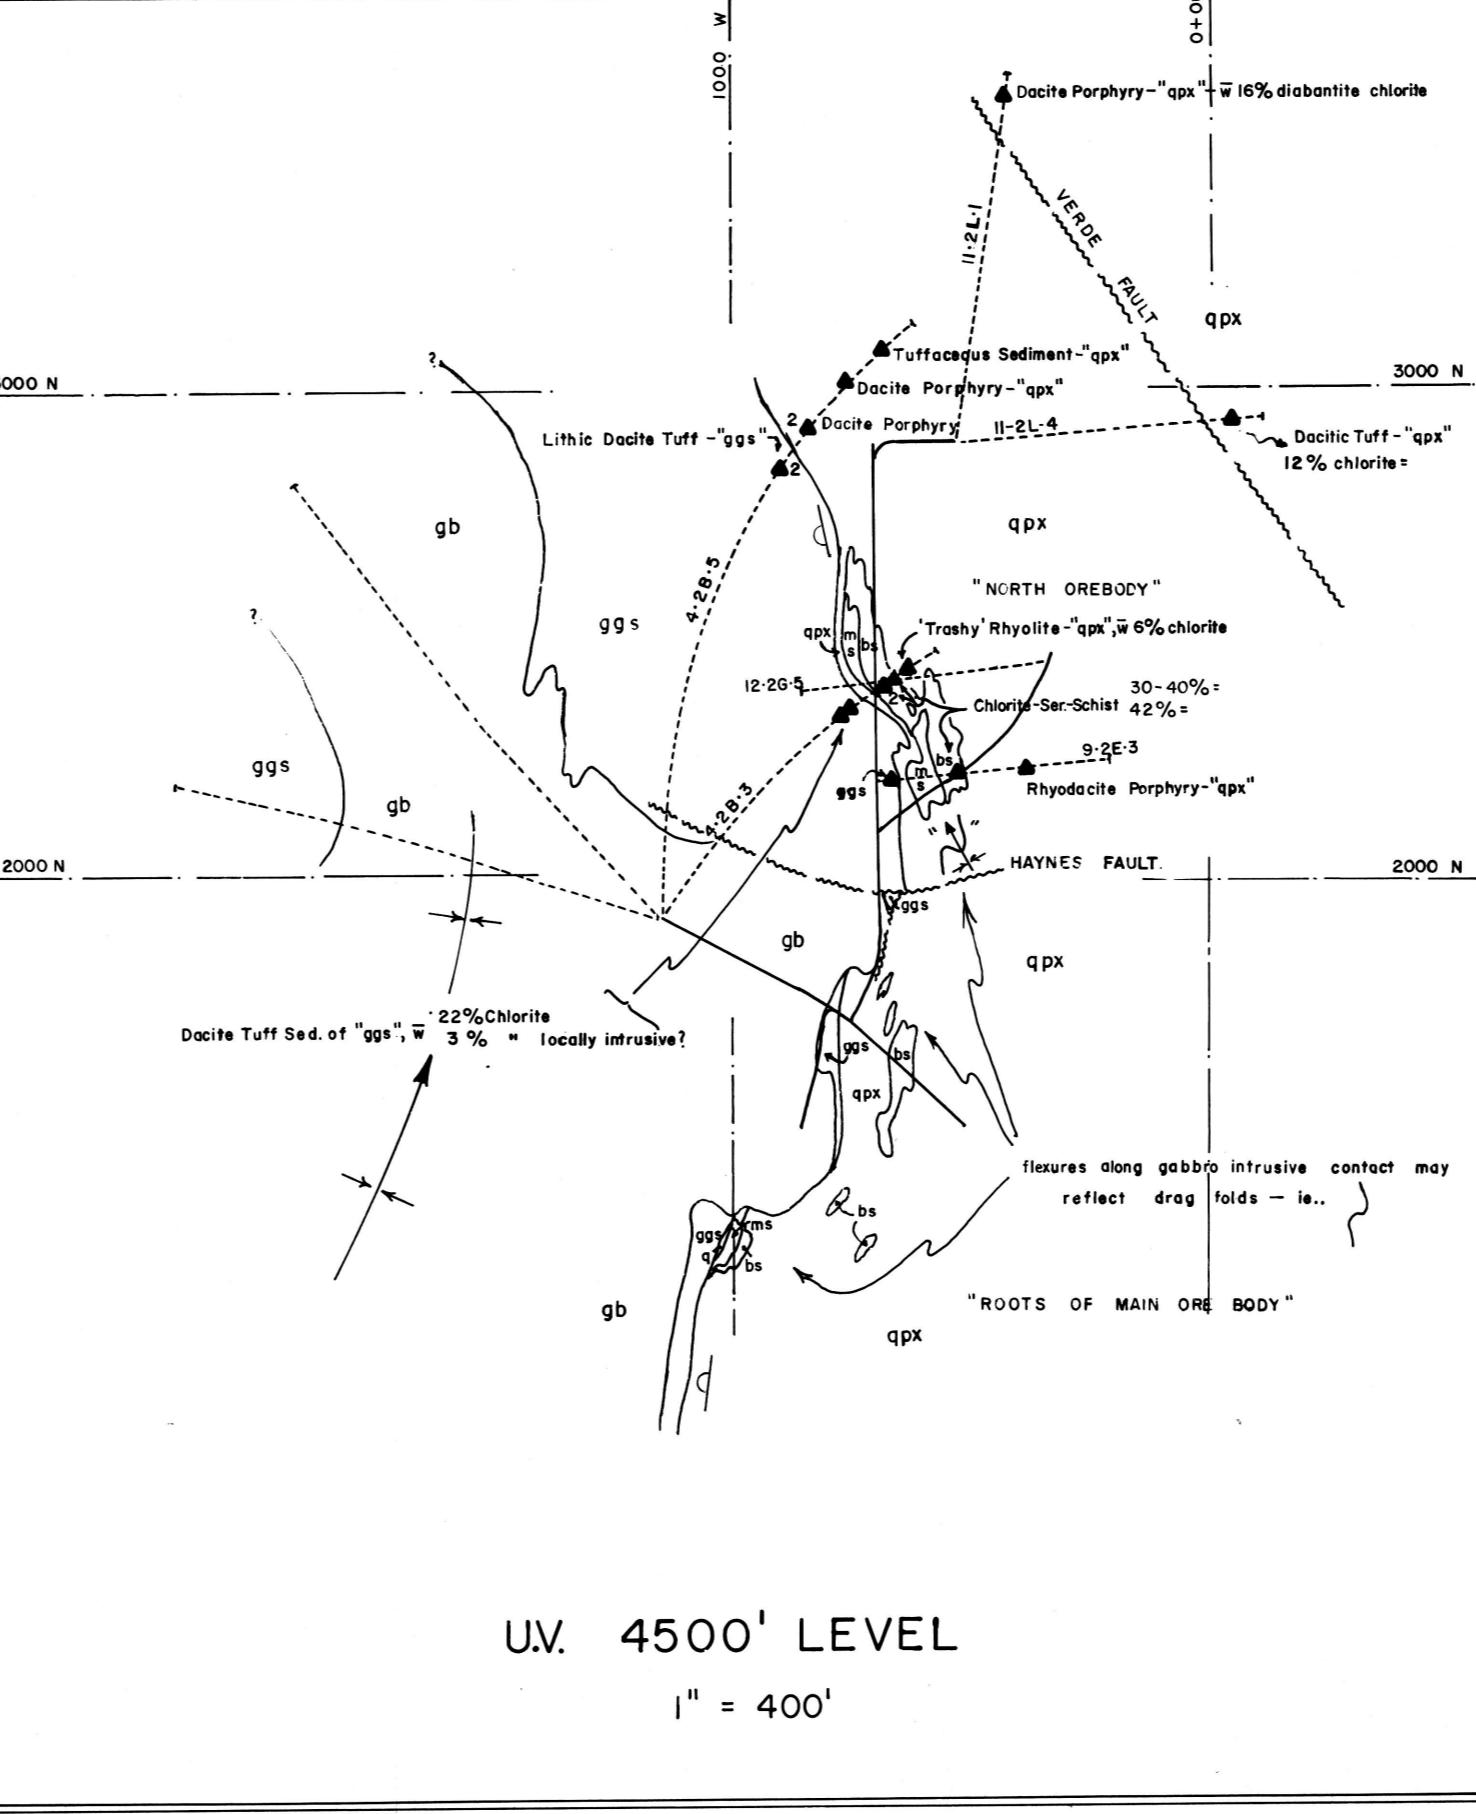 1000 W
0+0
Dacite Porphyry-"qpx"- w̅ 16% diabantite chlorite
11·2L·1
VERDE FAULT
qpx
?
Tuffaceous Sediment-"qpx"
000 N
3000 N
Dacite Porphyry-"qpx"
2 Dacite Porphyry
11-2L-4
Lithic Dacite Tuff -"ggs"
2
Dacitic Tuff-"qpx"
12% chlorite=
gb
qpx
4·2B·5
"NORTH OREBODY"
?
ggs
qpx
ms
bs
'Trashy' Rhyolite-"qpx", w̅ 6% chlorite
12·2G·5
2
Chlorite-Ser.-Schist
30-40%=
42%=
ggs
9·2E·3
bs
ms
ggs
Rhyodacite Porphyry-"qpx"
gb
4·2B·3
" "
2000 N
HAYNES FAULT.
2000 N
ggs
gb
qpx
22% Chlorite
Dacite Tuff Sed. of "ggs", w̅
3 % " locally intrusive?
ggs
bs
qpx
flexures along gabbro intrusive contact may
reflect drag folds — ie..
bs
rms
ggs
q
bs
gb
"ROOTS OF MAIN ORE BODY"
qpx
U.V. 4500' LEVEL
1" = 400'